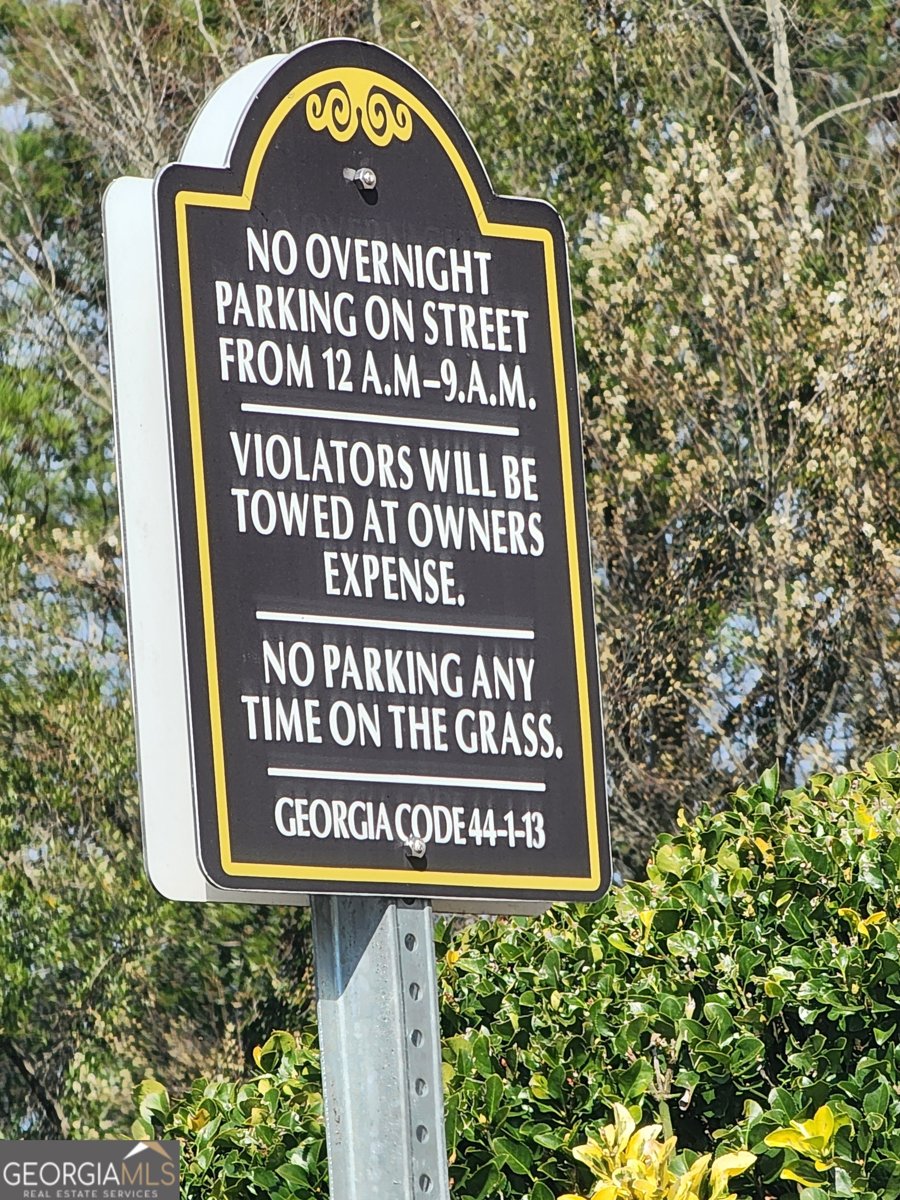 NO OVERNIGHT
PARKING ON STREET
FROM 12 A.M-9.A.M.
VIOLATORS WILL BE
TOWED AT OWNERS
EXPENSE.
NO PARKING ANY
TIME ON THE GRASS.
GEORGIA CODE 44-1-13
GEORGIAMLS
REAL ESTATE SERVICES